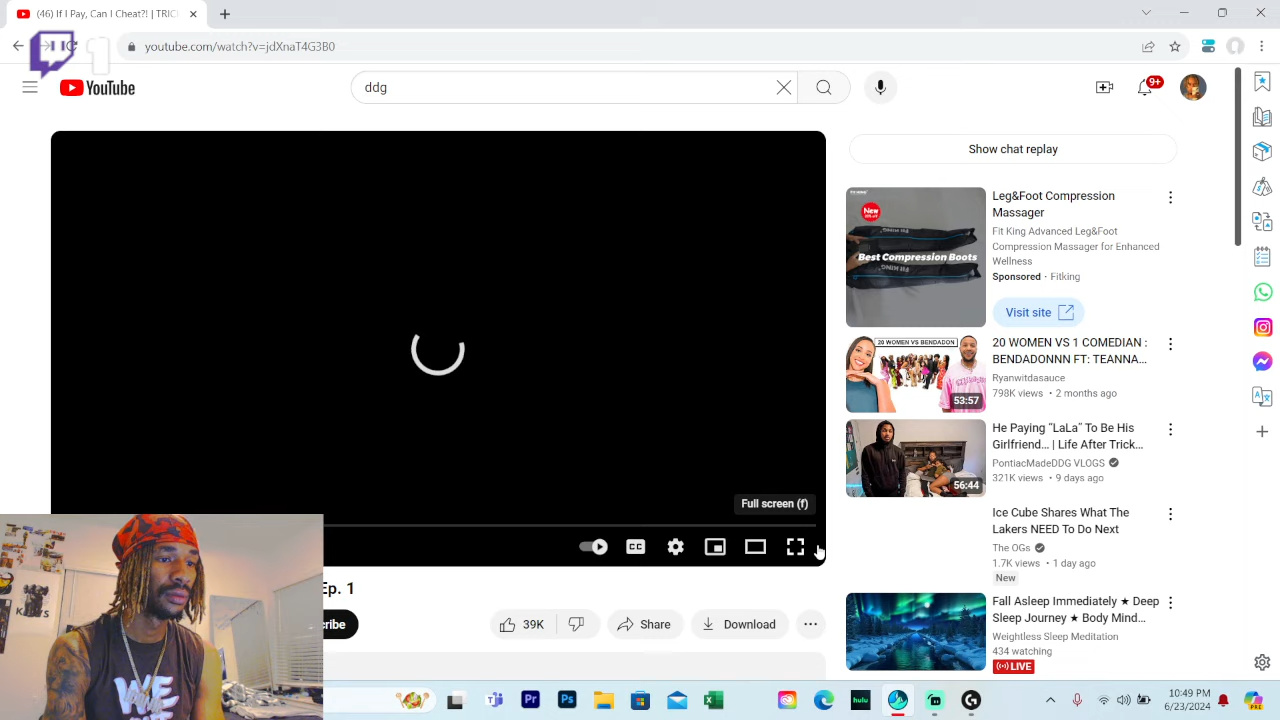 (4) "If I Pay, I That?!| TRIC
youtube.com/watch?v=jdXnaT4G3B0
1
YouTube
ddg
9+
Show chat replay
Best Compression Boots
New
Leg&Foot Compression
Massager
Fit King Advanced Leg&Foot
Compression Massager for Enhanced
Wellness
Sponsored · Fitking
Visit site
20 WOMEN VS BENDADON
53:57
20 WOMEN VS 1 COMEDIAN :
BENDADONNN FT: TEANNA...
Ryanwitdasauce
798K views • 2 months ago
56:44
He Paying “LaLa” To Be His
Girlfriend... | Life After Trick...
PontiacMadeDDG VLOGS
321K views • 9 days ago
Full screen (f)
Ice Cube Shares What The
Lakers NEED To Do Next
The OGs
1.7K views • 1 day ago
New
Fall Asleep Immediately ★ Deep
Sleep Journey ★ Body Mind...
Weightless Sleep Meditation
434 watching
LIVE
Ep. 1
ribe
39K
Share
Download
WE
hulu
10:49 PM
6/23/2024